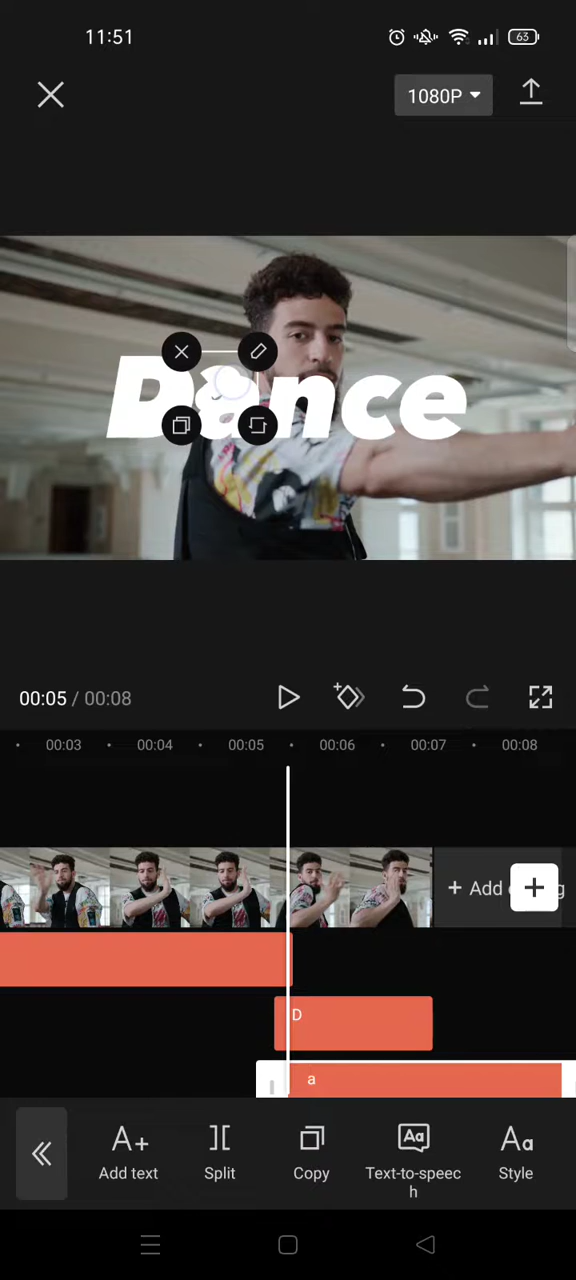 11:51
63
1080P
Dance
00:05 / 00:08
00:03
00:04
00:05
00:06
00:07
00:08
+ Add
g
D
a
Add text
Split
Copy
Text-to-speec
h
Style